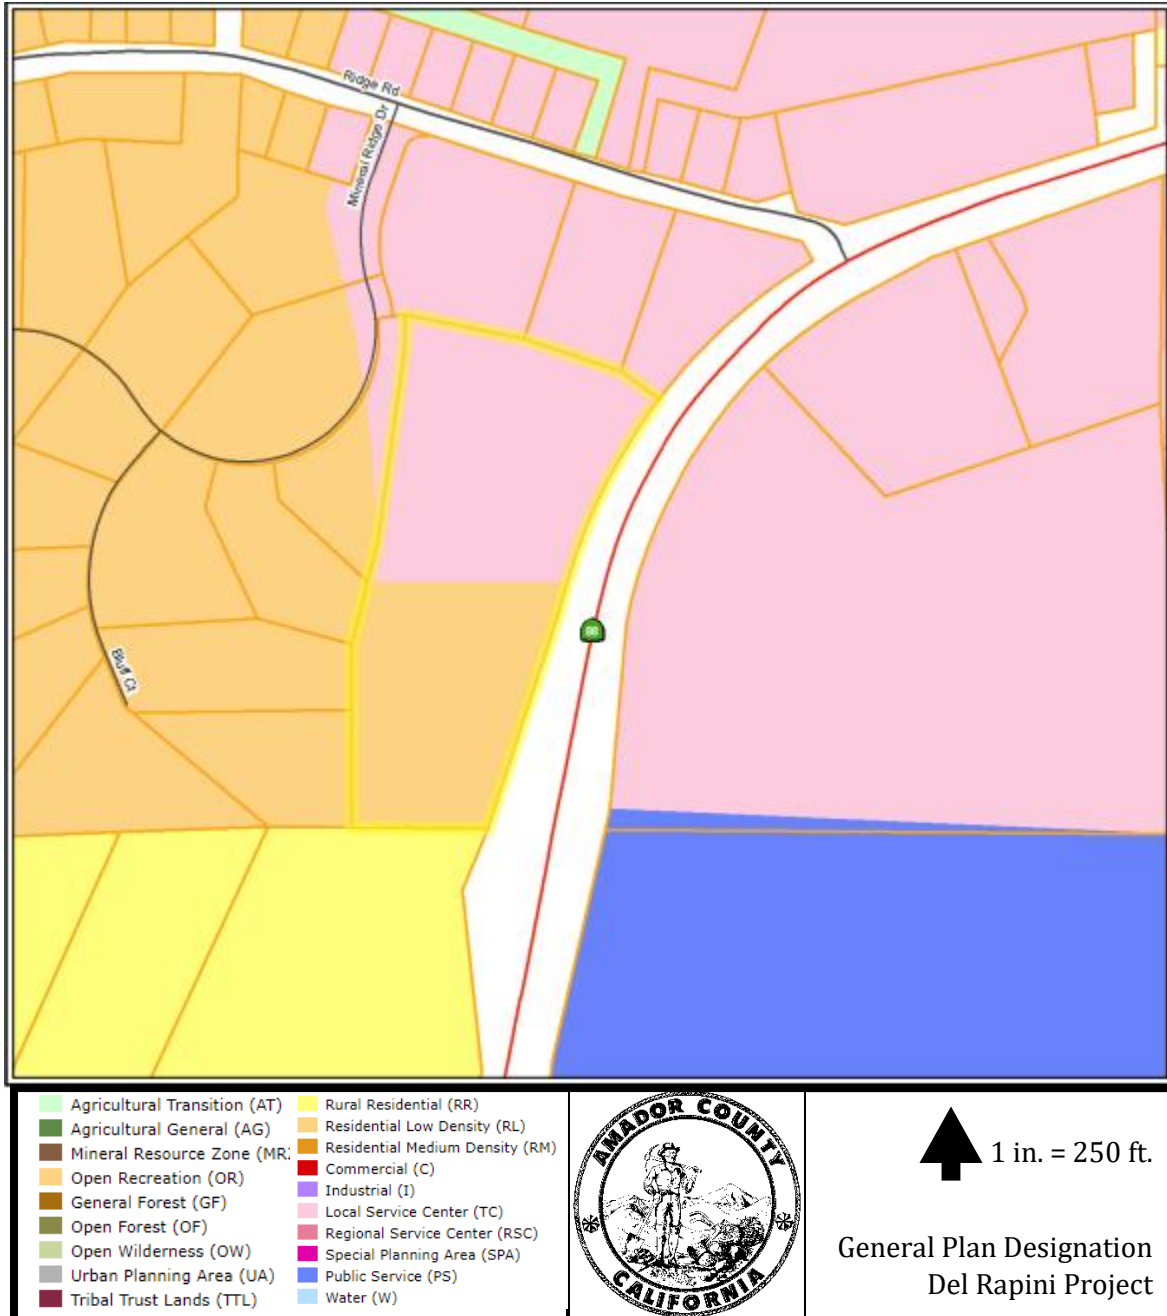 Ridge Rd
Mineral Ridge Dr
88
Bluff Ct
Agricultural Transition (AT)
Agricultural General (AG)
Mineral Resource Zone (MRZ
Open Recreation (OR)
General Forest (GF)
Open Forest (OF)
Open Wilderness (OW)
Urban Planning Area (UA)
Tribal Trust Lands (TTL)
Rural Residential (RR)
Residential Low Density (RL)
Residential Medium Density (RM)
Commercial (C)
Industrial (I)
Local Service Center (TC)
Regional Service Center (RSC)
Special Planning Area (SPA)
Public Service (PS)
Water (W)
AMADOR COUNTY
CALIFORNIA
1 in. = 250 ft.
General Plan Designation
Del Rapini Project